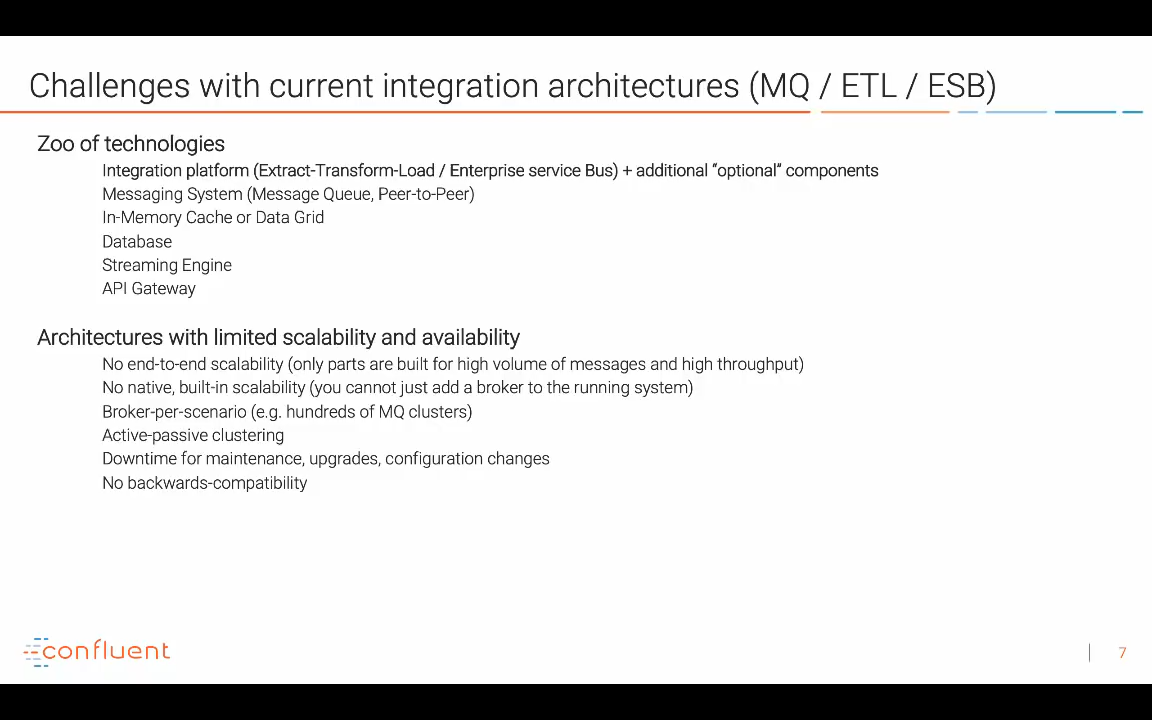 Challenges with current integration architectures (MQ / ETL / ESB)
Zoo of technologies
Integration platform (Extract-Transform-Load / Enterprise service Bus) + additional “optional” components
Messaging System (Message Queue, Peer-to-Peer)
In-Memory Cache or Data Grid
Database
Streaming Engine
API Gateway
Architectures with limited scalability and availability
No end-to-end scalability (only parts are built for high volume of messages and high throughput)
No native, built-in scalability (you cannot just add a broker to the running system)
Broker-per-scenario (e.g. hundreds of MQ clusters)
Active-passive clustering
Downtime for maintenance, upgrades, configuration changes
No backwards-compatibility
confluent
7